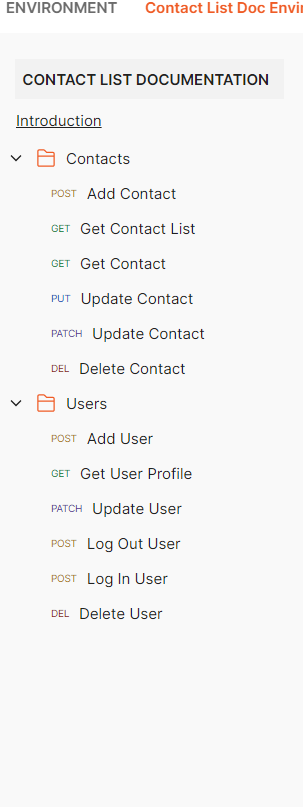 ENVIRONMENT Contact List Doc Envir
CONTACT LIST DOCUMENTATION
Introduction
Contacts
POST Add Contact
GET Get Contact List
GET Get Contact
PUT Update Contact
PATCH Update Contact
DEL Delete Contact
Users
POST Add User
GET Get User Profile
PATCH Update User
POST Log Out User
POST Log In User
DEL Delete User